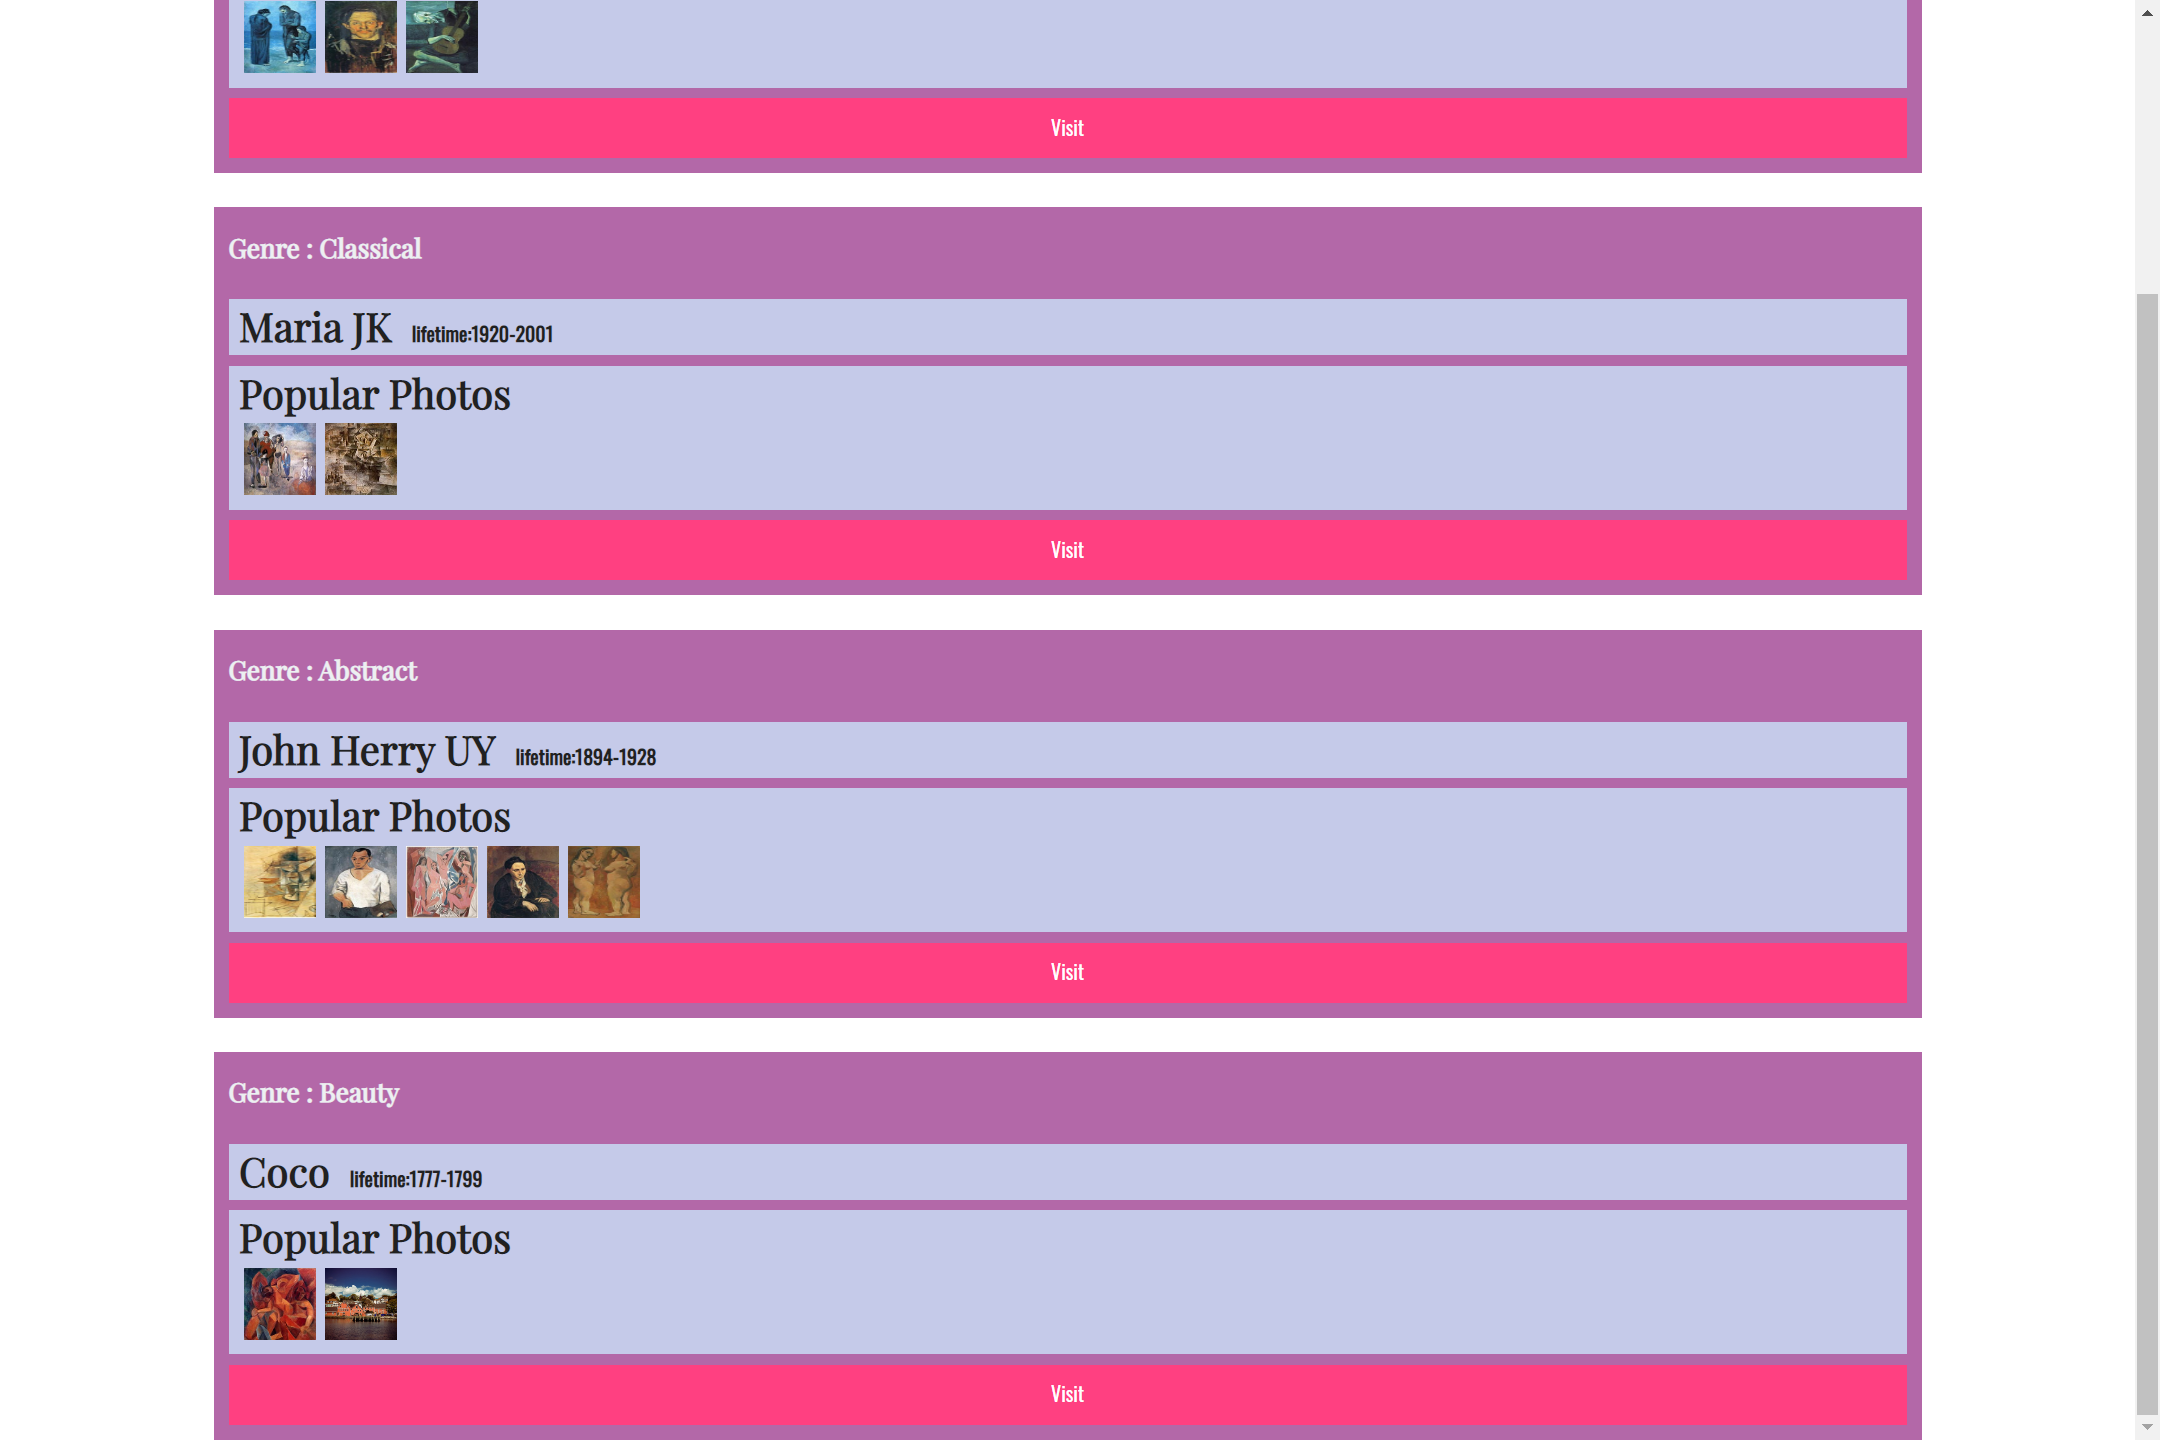 Visit
Genre : Classical
Maria JK lifetime:1920-2001
Popular Photos
Visit
Genre : Abstract
John Herry UY lifetime:1894-1928
Popular Photos
Visit
Genre : Beauty
Coco lifetime:1777-1799
Popular Photos
Visit